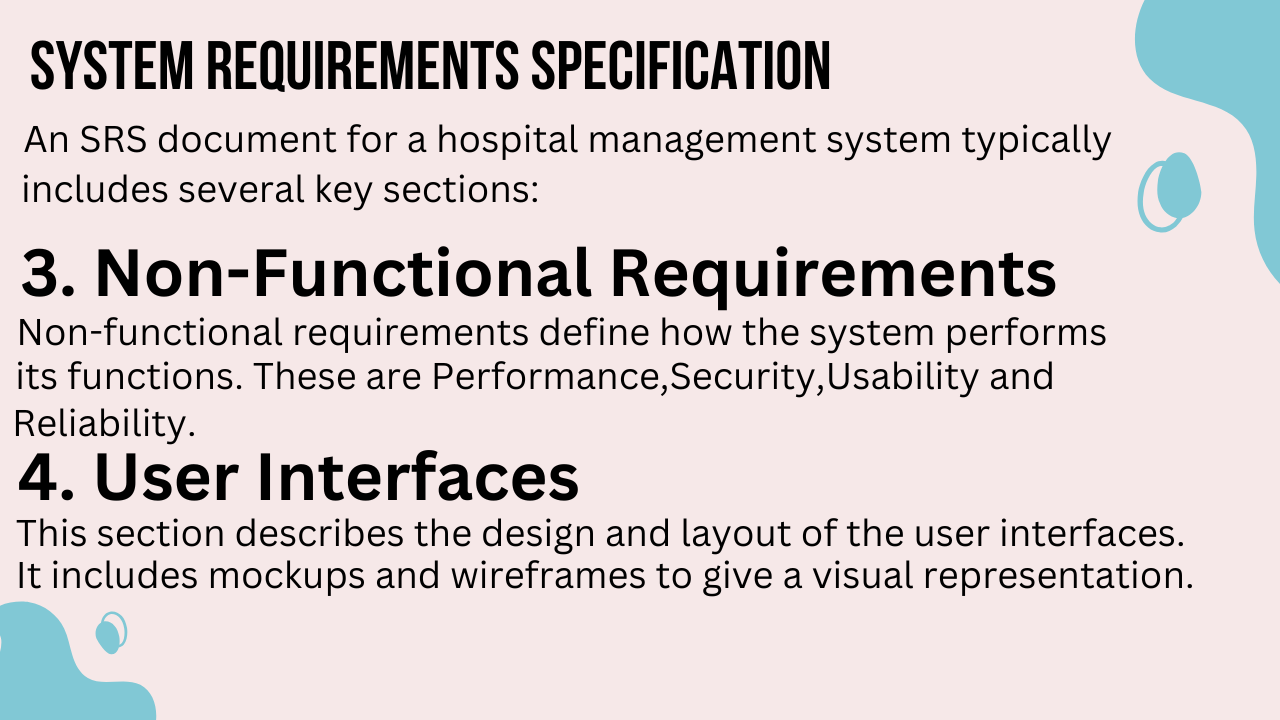 SYSTEM REQUIREMENTS SPECIFICATION
An SRS document for a hospital management system typically
includes several key sections:
3. Non-Functional Requirements
Non-functional requirements define how the system performs
its functions. These are Performance,Security,Usability and
Reliability.
4. User Interfaces
This section describes the design and layout of the user interfaces.
It includes mockups and wireframes to give a visual representation.